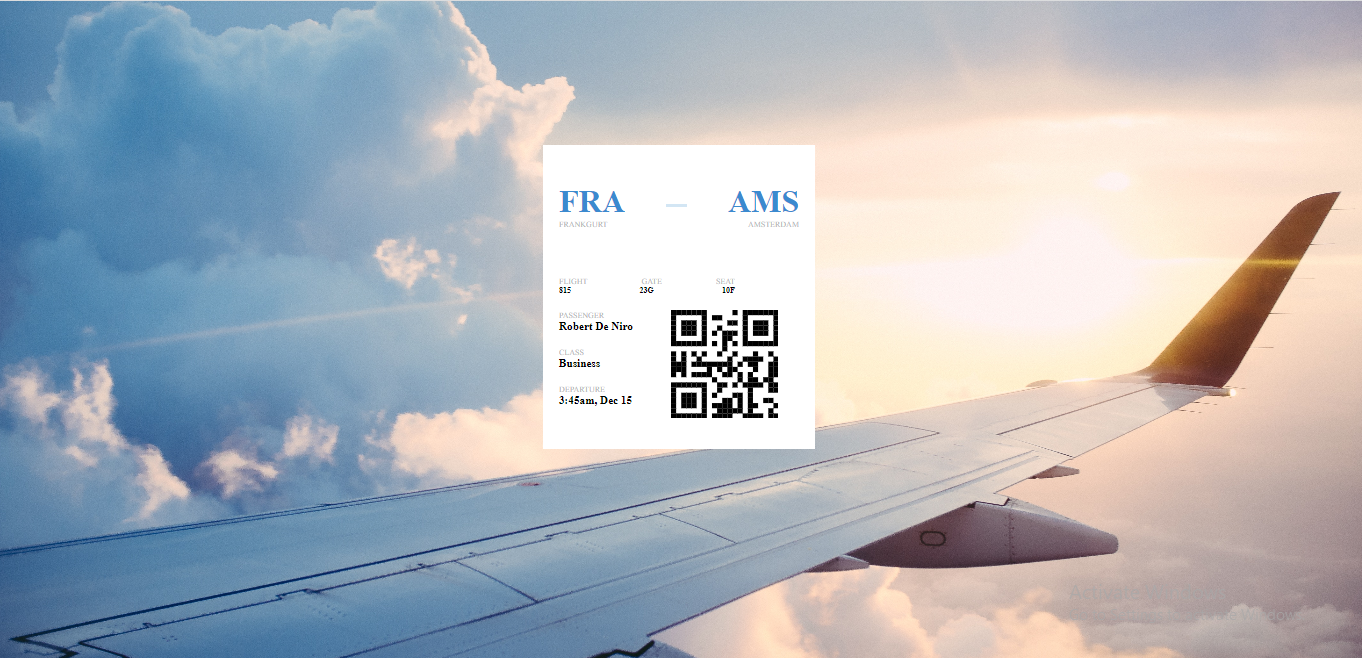 FRA — AMS
FRANKGURT AMSTERDAM
FLIGHT GATE SEAT
815 23G 10F
PASSENGER
Robert De Niro
CLASS
Business
DEPARTURE
3:45am, Dec 15